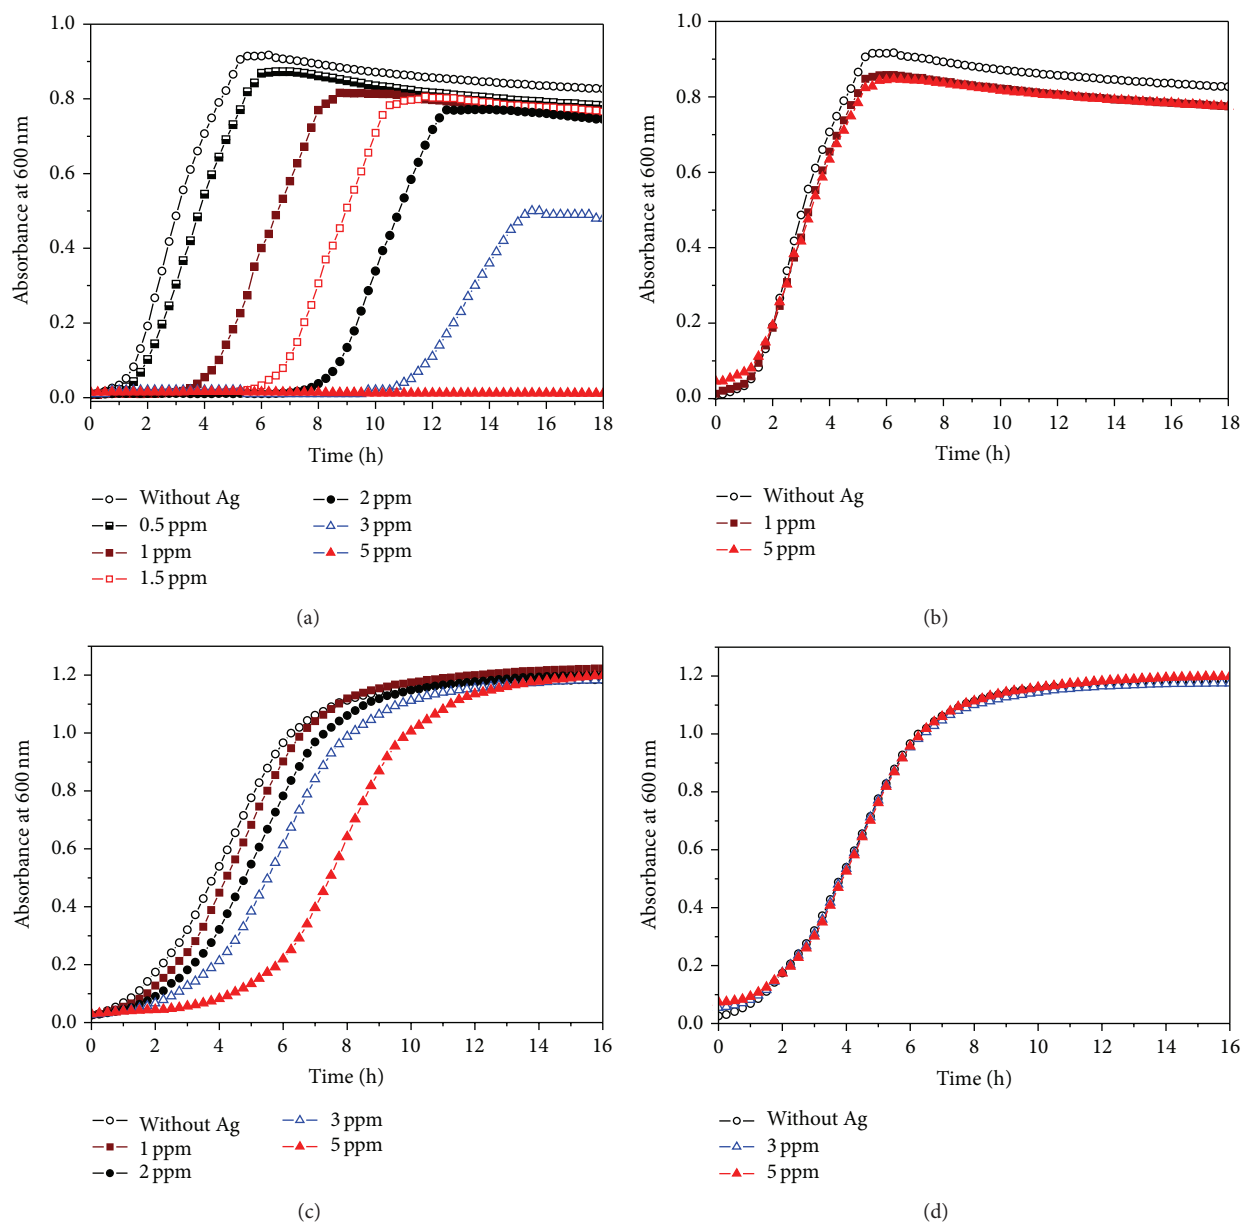 1.0
0.8
0.6
0.4
0.2
0.0
Absorbance at 600 nm
0 2 4 6 8 10 12 14 16 18
Time (h)
Without Ag
0.5 ppm
1 ppm
1.5 ppm
2 ppm
3 ppm
5 ppm
(a)
1.0
0.8
0.6
0.4
0.2
0.0
Absorbance at 600 nm
0 2 4 6 8 10 12 14 16 18
Time (h)
Without Ag
1 ppm
5 ppm
(b)
1.2
1.0
0.8
0.6
0.4
0.2
0.0
Absorbance at 600 nm
0 2 4 6 8 10 12 14 16
Time (h)
Without Ag
1 ppm
2 ppm
3 ppm
5 ppm
(c)
1.2
1.0
0.8
0.6
0.4
0.2
0.0
Absorbance at 600 nm
0 2 4 6 8 10 12 14 16
Time (h)
Without Ag
3 ppm
5 ppm
(d)